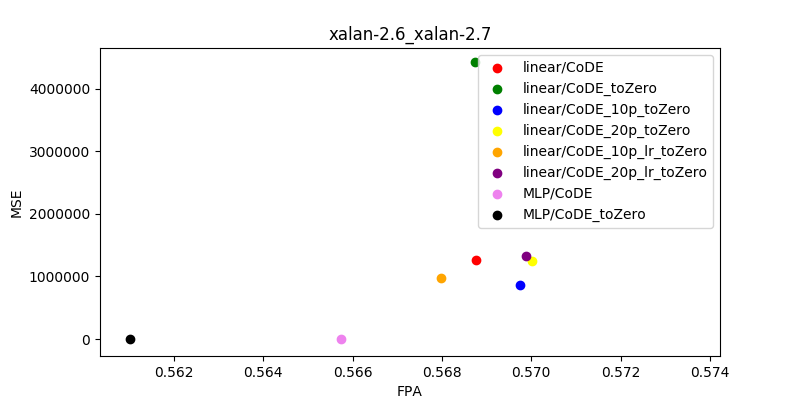 xalan-2.6_xalan-2.7
linear/CoDE
linear/CoDE_toZero
linear/CoDE_10p_toZero
linear/CoDE_20p_toZero
linear/CoDE_10p_lr_toZero
linear/CoDE_20p_lr_toZero
MLP/CoDE
MLP/CoDE_toZero
MSE
4000000
3000000
2000000
1000000
0
0.562 0.564 0.566 0.568 0.570 0.572 0.574
FPA